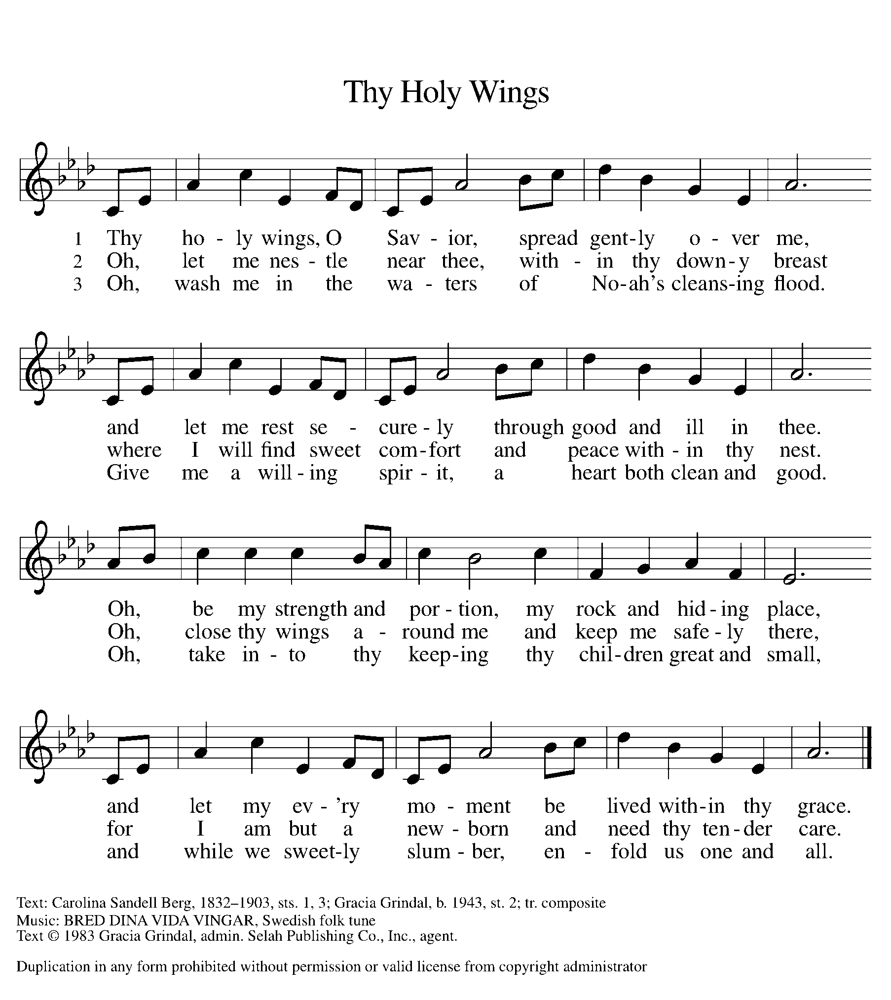 Thy Holy Wings
1 Thy ho - ly wings, O Sav - ior, spread gent - ly o - ver me,
2 Oh, let me nes - tle near thee, with - in thy down - y breast
3 Oh, wash me in the wa - ters of No - ah's cleans - ing flood.
and let me rest se - cure - ly through good and ill in thee.
where I will find sweet com - fort and peace with - in thy nest.
Give me a will - ing spir - it, a heart both clean and good.
Oh, be my strength and por - tion, my rock and hid - ing place,
Oh, close thy wings a - round me and keep me safe - ly there,
Oh, take in - to thy keep - ing thy chil - dren great and small,
and let my ev - 'ry mo - ment be lived with - in thy grace.
for I am but a new - born and need thy ten - der care.
and while we sweet - ly slum - ber, en - fold us one and all.
Text: Carolina Sandell Berg, 1832–1903, sts. 1, 3; Gracia Grindal, b. 1943, st. 2; tr. composite
Music: BRED DINA VIDA VINGAR, Swedish folk tune
Text © 1983 Gracia Grindal, admin. Selah Publishing Co., Inc., agent.
Duplication in any form prohibited without permission or valid license from copyright administrator